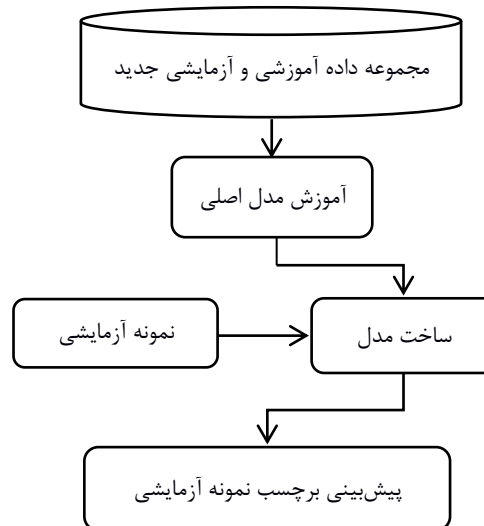 مجموعه داده آموزشی و آزمایشی جدید
آموزش مدل اصلی
نمونه آزمایشی
ساخت مدل
پیش‌بینی برچسب نمونه آزمایشی